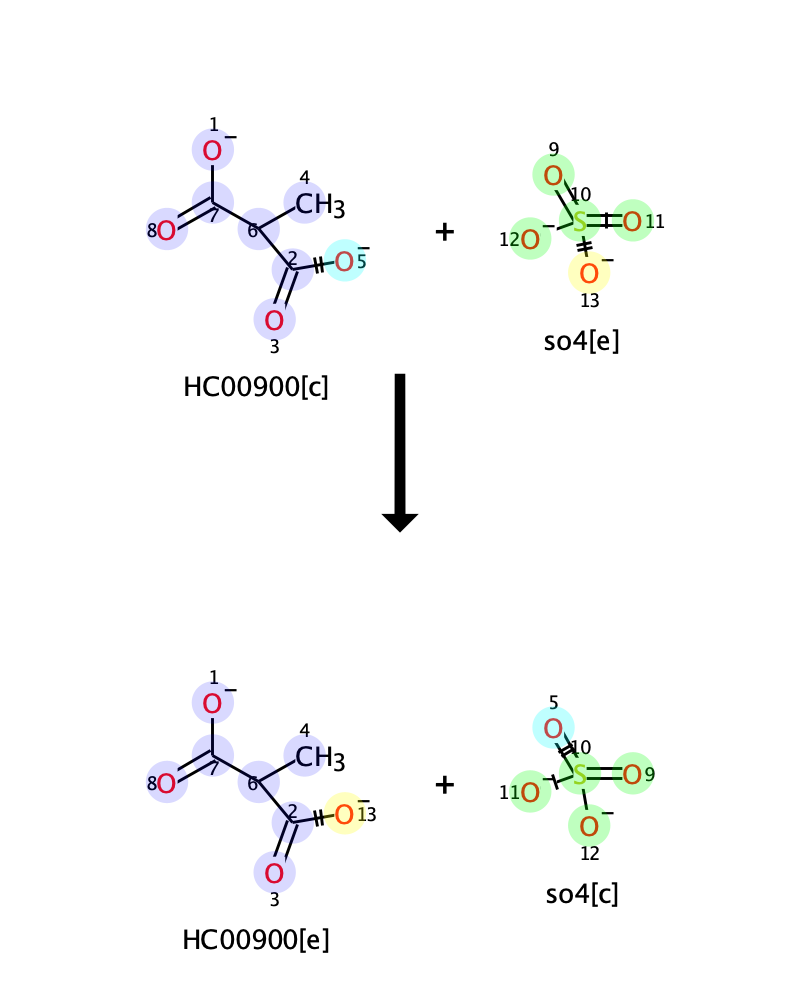 1
O−
9
O
4
10
CH3
7
S
O 11
8 O
6
12 O−
2
O− 5
O−
13
O
3
so4[e]
HC00900[c]
+
1
O−
5
O
4
10
CH3
7
S
O 9
8 O
6
11 O−
2
O− 13
O−
12
O
3
so4[c]
HC00900[e]
+